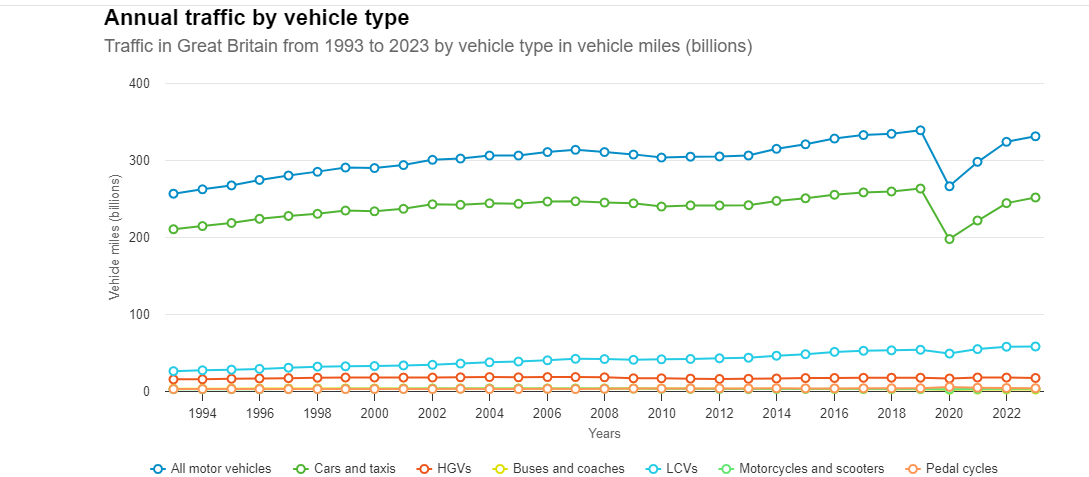 Annual traffic by vehicle type
Traffic in Great Britain from 1993 to 2023 by vehicle type in vehicle miles (billions)
400
300
200
100
0
Vehicle miles (billions)
1994 1996 1998 2000 2002 2004 2006 2008 2010 2012 2014 2016 2018 2020 2022
Years
All motor vehicles Cars and taxis HGVs Buses and coaches LCVs Motorcycles and scooters Pedal cycles